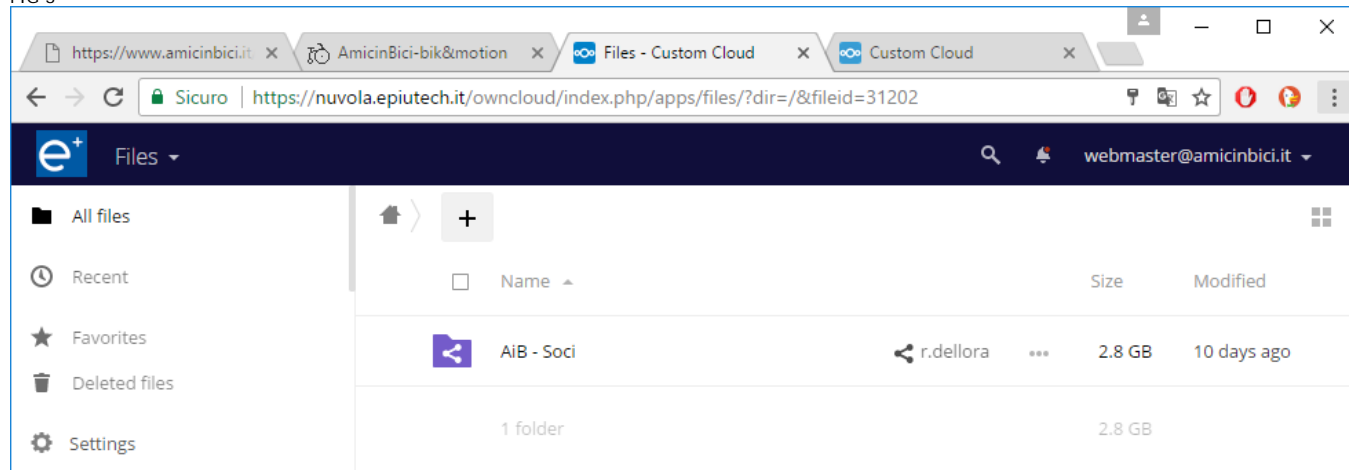 https://www.amicinbici.it
AmicinBici-bik&motion
Files - Custom Cloud
Custom Cloud
Sicuro
https://nuvola.epiutech.it/owncloud/index.php/apps/files/?dir=/&fileid=31202
e+
Files
webmaster@amicinbici.it
All files
+
Recent
Name
Size
Modified
Favorites
AiB - Soci
r.dellora
...
2.8 GB
10 days ago
Deleted files
1 folder
2.8 GB
Settings